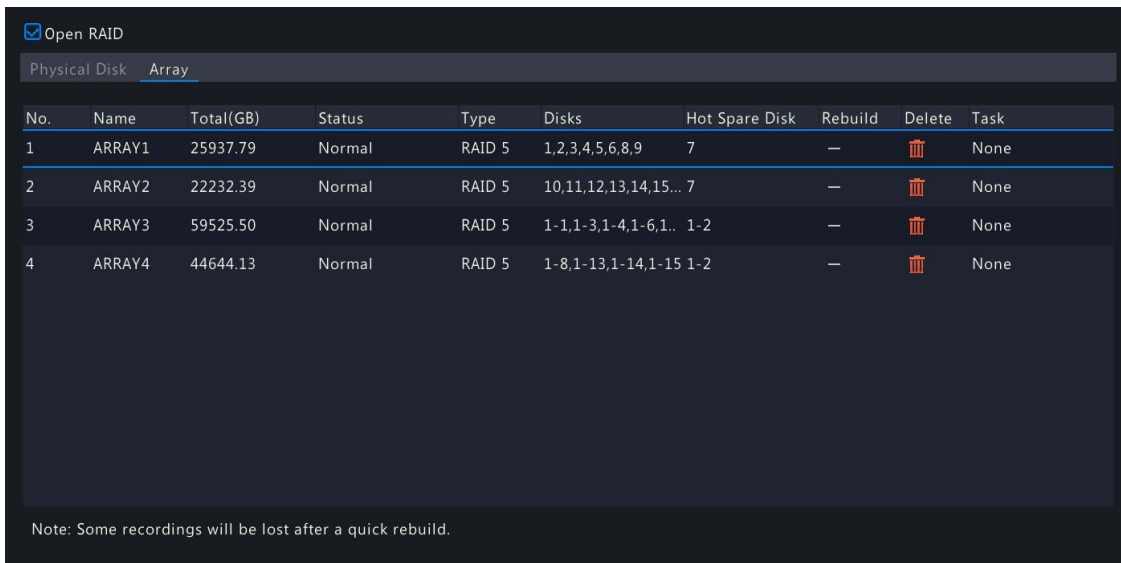 Open RAID
Physical Disk Array
No. Name Total(GB) Status Type Disks Hot Spare Disk Rebuild Delete Task
1 ARRAY1 25937.79 Normal RAID 5 1,2,3,4,5,6,8,9 7 — None
2 ARRAY2 22232.39 Normal RAID 5 10,11,12,13,14,15... 7 — None
3 ARRAY3 59525.50 Normal RAID 5 1-1,1-3,1-4,1-6,1.. 1-2 — None
4 ARRAY4 44644.13 Normal RAID 5 1-8,1-13,1-14,1-15 1-2 — None
Note: Some recordings will be lost after a quick rebuild.